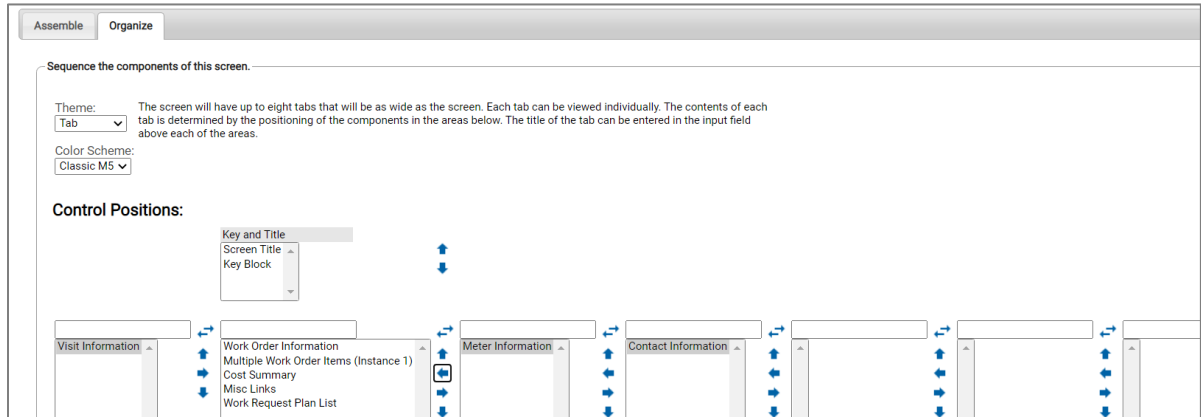 Assemble
Organize
Sequence the components of this screen.
Theme:
Tab
The screen will have up to eight tabs that will be as wide as the screen. Each tab can be viewed individually. The contents of each
tab is determined by the positioning of the components in the areas below. The title of the tab can be entered in the input field
above each of the areas.
Color Scheme:
Classic M5
Control Positions:
Key and Title
Screen Title
Key Block
Visit Information
Work Order Information
Multiple Work Order Items (Instance 1)
Cost Summary
Misc Links
Work Request Plan List
Meter Information
Contact Information